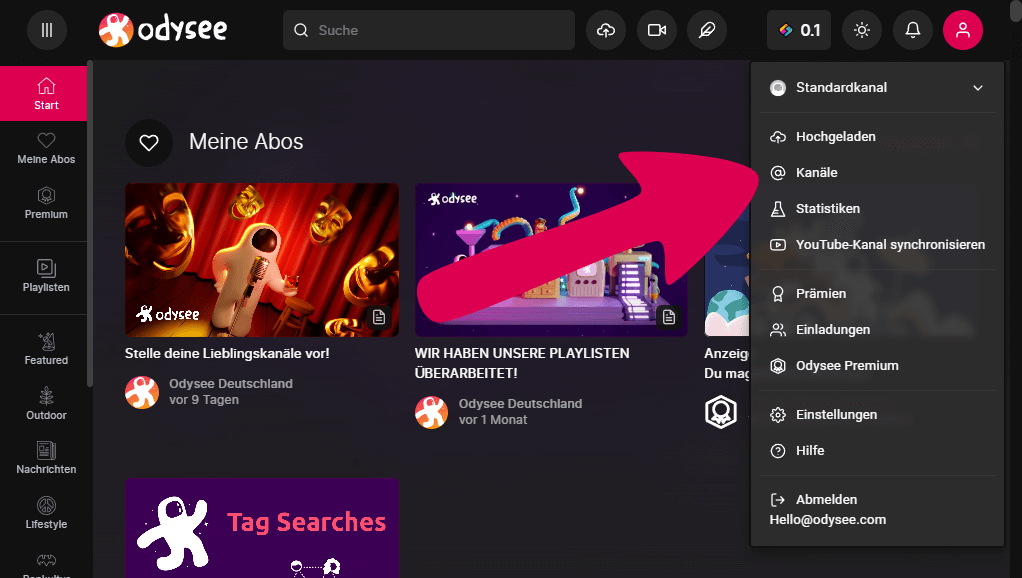 odysee
Suche
0.1
Start
Meine Abos
Premium
Playlisten
Featured
Outdoor
Nachrichten
Lifestyle
Meine Abos
odysee
Stelle deine Lieblingskanäle vor!
Odysee Deutschland
vor 9 Tagen
odysee
WIR HABEN UNSERE PLAYLISTEN
ÜBERARBEITET!
Odysee Deutschland
vor 1 Monat
Anzeige
Du mag
Tag Searches
Standardkanal
Hochgeladen
Kanäle
Statistiken
YouTube-Kanal synchronisieren
Prämien
Einladungen
Odysee Premium
Einstellungen
Hilfe
Abmelden
Hello@odysee.com